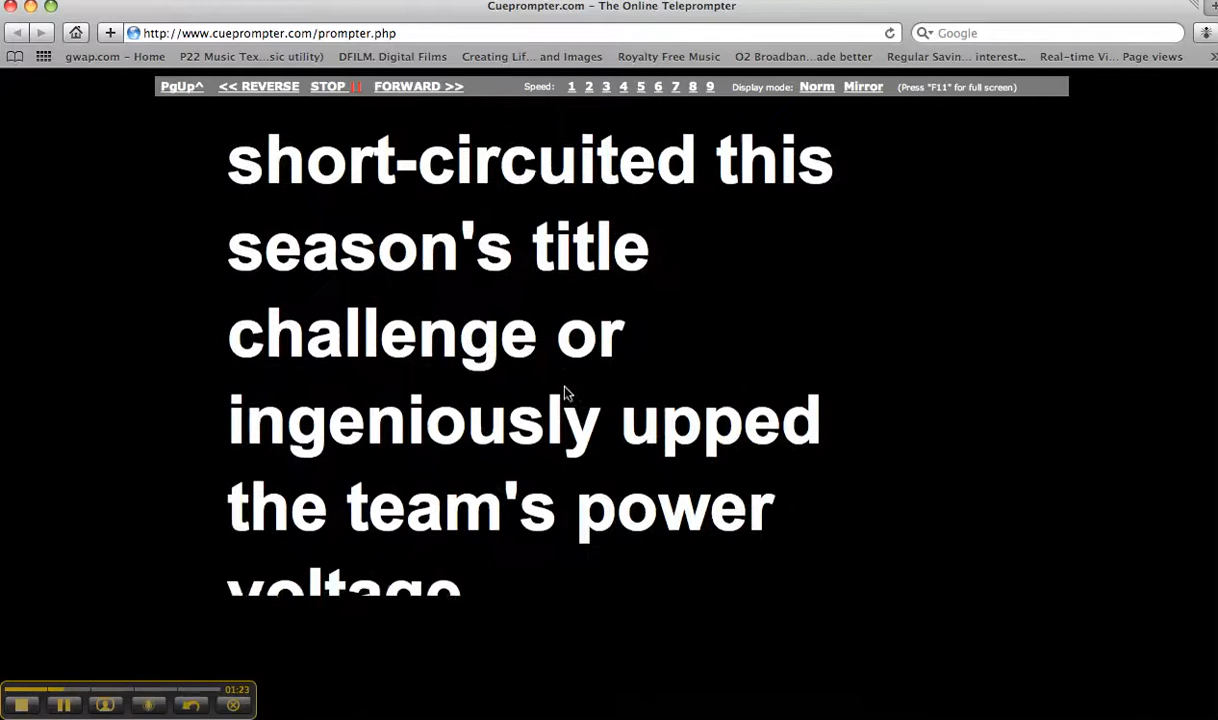 Cueprompter.com – The Online Teleprompter
http://www.cueprompter.com/prompter.php
Google
gwap.com – Home P22 Music Tex...sic utility) DFILM. Digital Films Creating Lif... and Images Royalty Free Music O2 Broadban...ade better Regular Savin... interest... Real-time Vi... Page views
PgUp^ << REVERSE STOP FORWARD >> Speed: 1 2 3 4 5 6 7 8 9 Display mode: Norm Mirror (Press "F11" for full screen)
short-circuited this
season's title
challenge or
ingeniously upped
the team's power
voltage
01:23